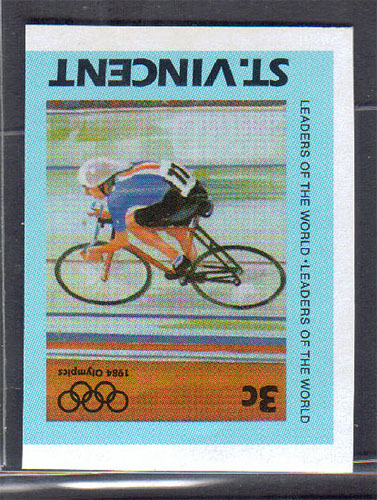 ST.VINCENT
LEADERS OF THE WORLD • LEADERS OF THE WORLD
11
3c
1984 Olympics